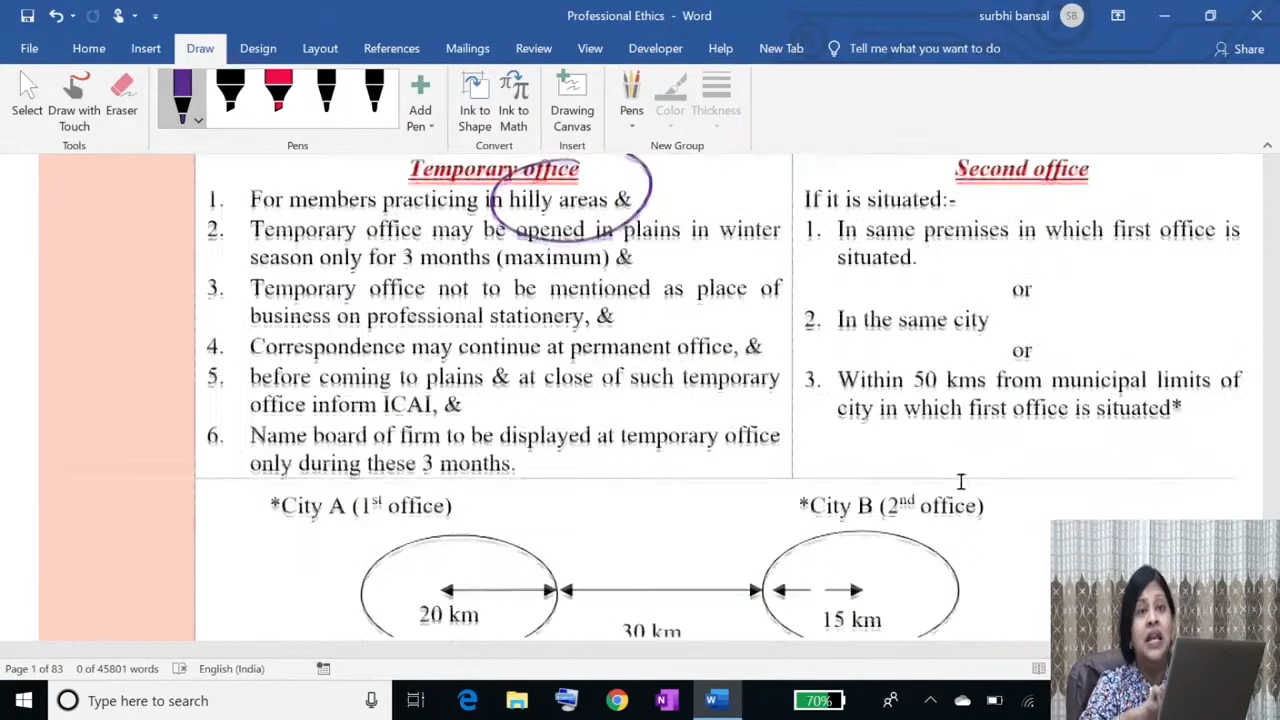 Professional Ethics - Word
surbhi bansal SB
File Home Insert Draw Design Layout References Mailings Review View Developer Help New Tab Tell me what you want to do Share
Select Draw with Touch Eraser
Add Pen
Ink to Shape Ink to Math
Drawing Canvas
Pens Color Thickness
Tools Pens Convert Insert New Group
Temporary office
1. For members practicing in hilly areas &
2. Temporary office may be opened in plains in winter
season only for 3 months (maximum) &
3. Temporary office not to be mentioned as place of
business on professional stationery, &
4. Correspondence may continue at permanent office, &
5. before coming to plains & at close of such temporary
office inform ICAI, &
6. Name board of firm to be displayed at temporary office
only during these 3 months.
Second office
If it is situated:-
1. In same premises in which first office is
situated.
or
2. In the same city
or
3. Within 50 kms from municipal limits of
city in which first office is situated*
*City A (1st office) *City B (2nd office)
20 km 30 km 15 km
Page 1 of 83 0 of 45801 words English (India)
Type here to search
70%